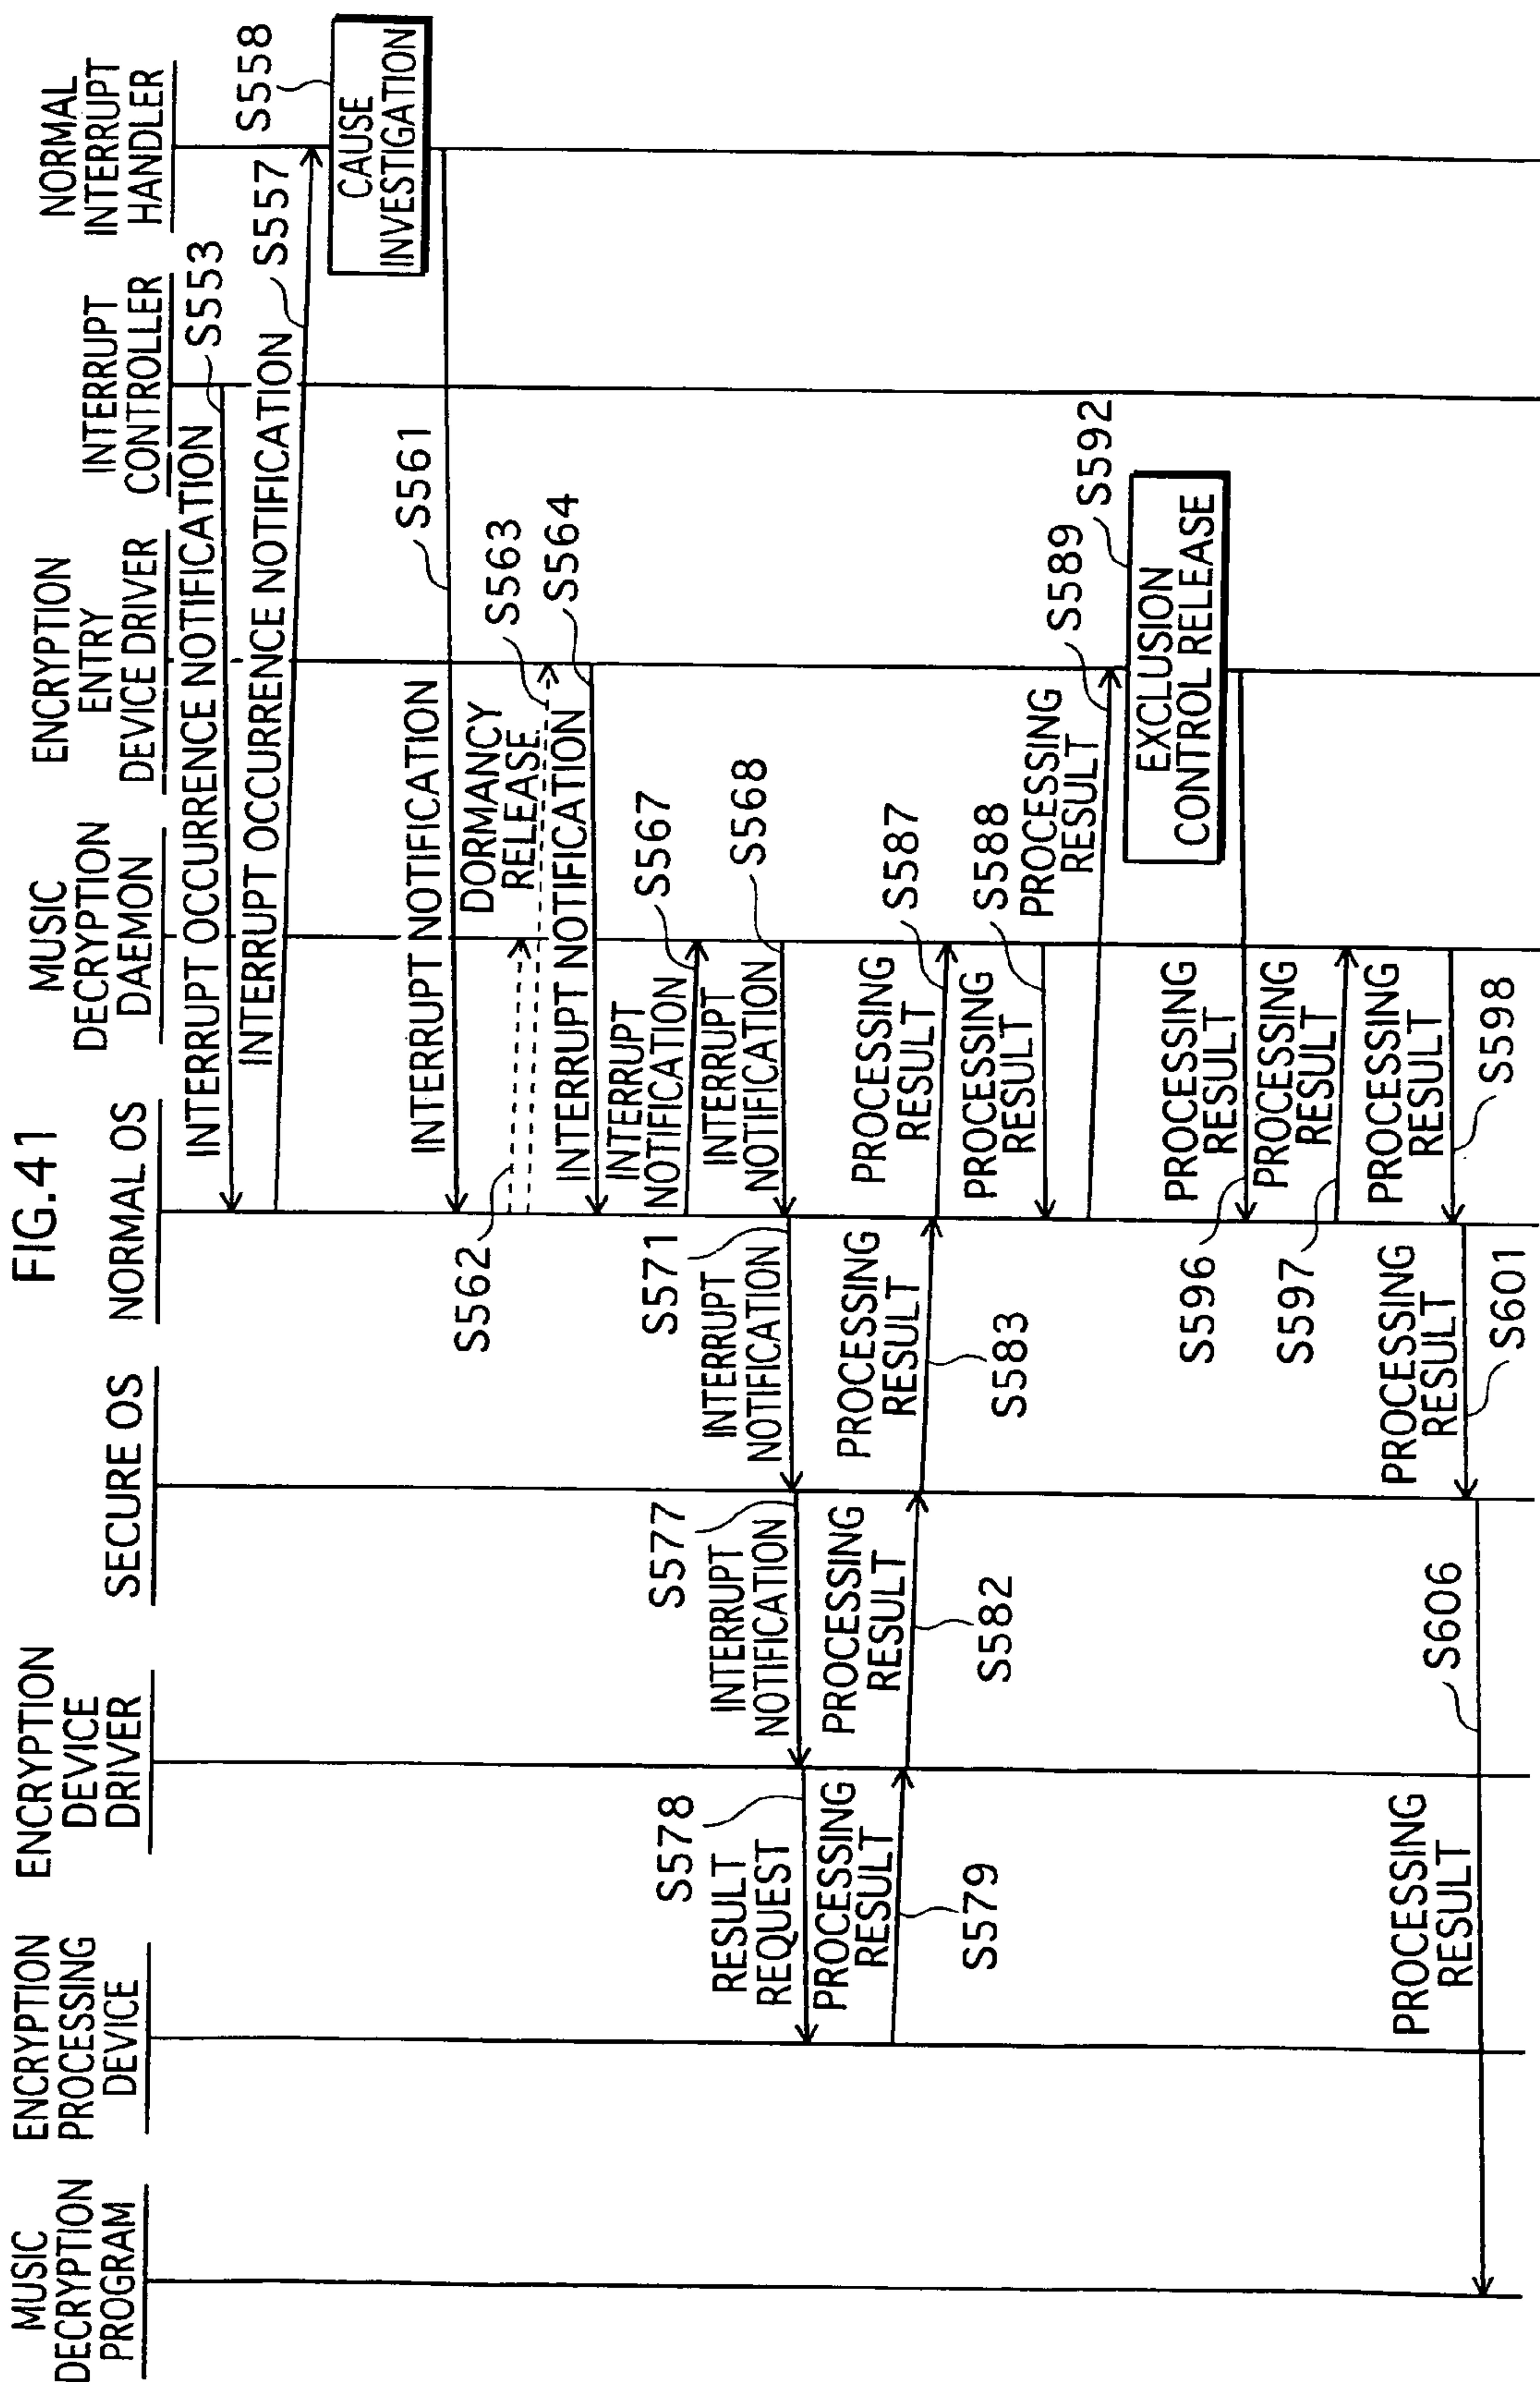 FIG.41
MUSIC
DECRYPTION
PROGRAM
ENCRYPTION
PROCESSING
DEVICE
ENCRYPTION
DEVICE
DRIVER
SECURE OS
NORMAL OS
MUSIC
DECRYPTION
DAEMON
ENCRYPTION
ENTRY
DEVICE DRIVER
INTERRUPT
CONTROLLER
NORMAL
INTERRUPT
HANDLER
INTERRUPT OCCURRENCE NOTIFICATION
S553
INTERRUPT OCCURRENCE NOTIFICATION
S557
S558
CAUSE
INVESTIGATION
INTERRUPT NOTIFICATION
S561
S562
DORMANCY
RELEASE
S563
INTERRUPT NOTIFICATION
S564
INTERRUPT
NOTIFICATION
S567
INTERRUPT
NOTIFICATION
S568
S571
INTERRUPT
NOTIFICATION
S577
INTERRUPT
NOTIFICATION
S578
RESULT
REQUEST
PROCESSING
RESULT
S579
PROCESSING
RESULT
S582
PROCESSING
RESULT
S583
PROCESSING
RESULT
S587
PROCESSING
RESULT
S588
PROCESSING
RESULT
S589
S592
EXCLUSION
CONTROL RELEASE
PROCESSING
RESULT
S596
PROCESSING
RESULT
S597
PROCESSING
RESULT
S598
PROCESSING
RESULT
S601
PROCESSING
RESULT
S606